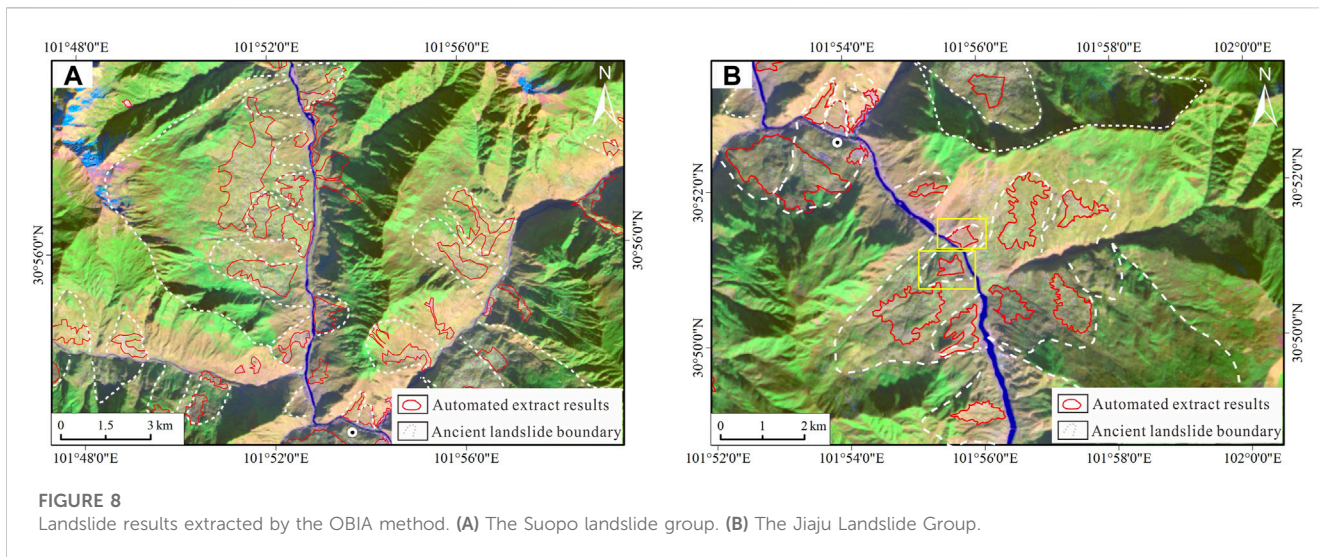 101°48'0"E
101°52'0"E
101°56'0"E
A
N
30°56'0"N
30°56'0"N
Automated extract results
Ancient landslide boundary
0 1.5 3 km
101°48'0"E
101°52'0"E
101°56'0"E
101°54'0"E
101°56'0"E
101°58'0"E
102°0'0"E
B
N
30°52'0"N
30°52'0"N
30°50'0"N
30°50'0"N
Automated extract results
Ancient landslide boundary
0 1 2 km
101°52'0"E
101°54'0"E
101°56'0"E
101°58'0"E
102°0'0"E
FIGURE 8
Landslide results extracted by the OBIA method. (A) The Suopo landslide group. (B) The Jiaju Landslide Group.